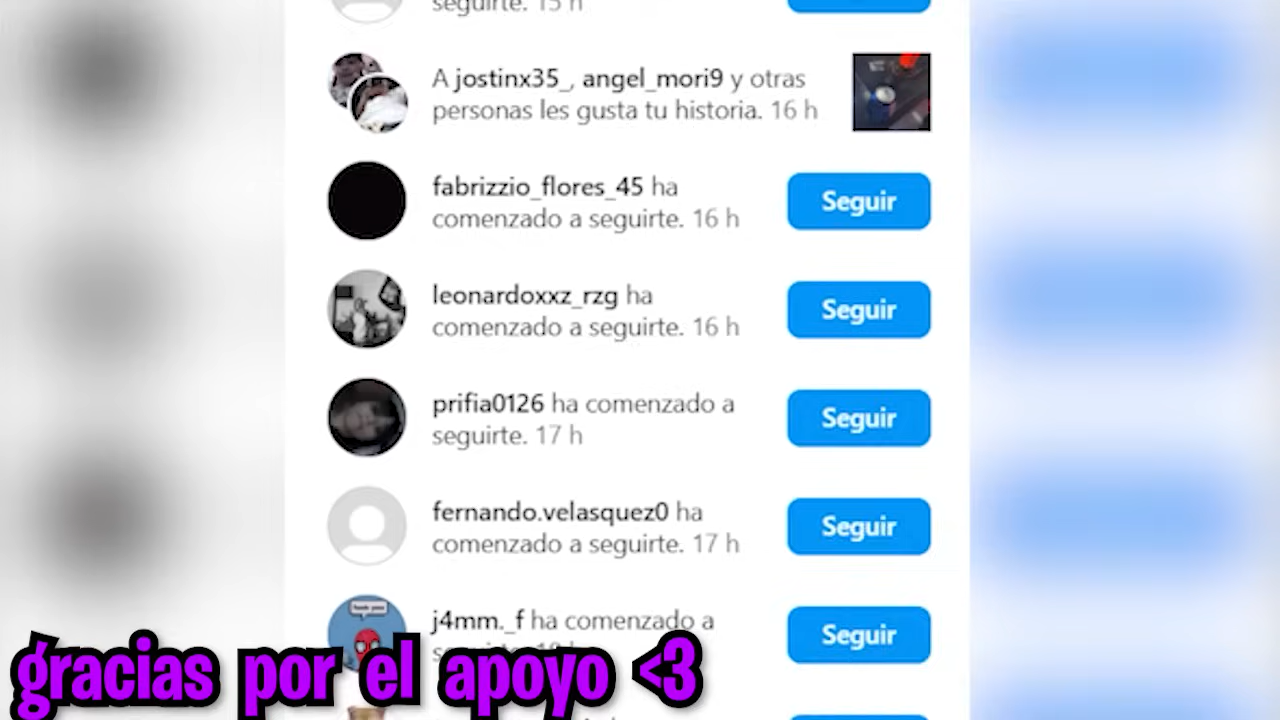 seguirte. 15 h
A jostinx35_, angel_mori9 y otras
personas les gusta tu historia. 16 h
fabrizzio_flores_45 ha
comenzado a seguirte. 16 h
Seguir
leonardoxxz_rzg ha
comenzado a seguirte. 16 h
Seguir
prifia0126 ha comenzado a
seguirte. 17 h
Seguir
fernando.velasquez0 ha
comenzado a seguirte. 17 h
Seguir
j4mm._f ha comenzado a
Seguir
gracias por el apoyo <3